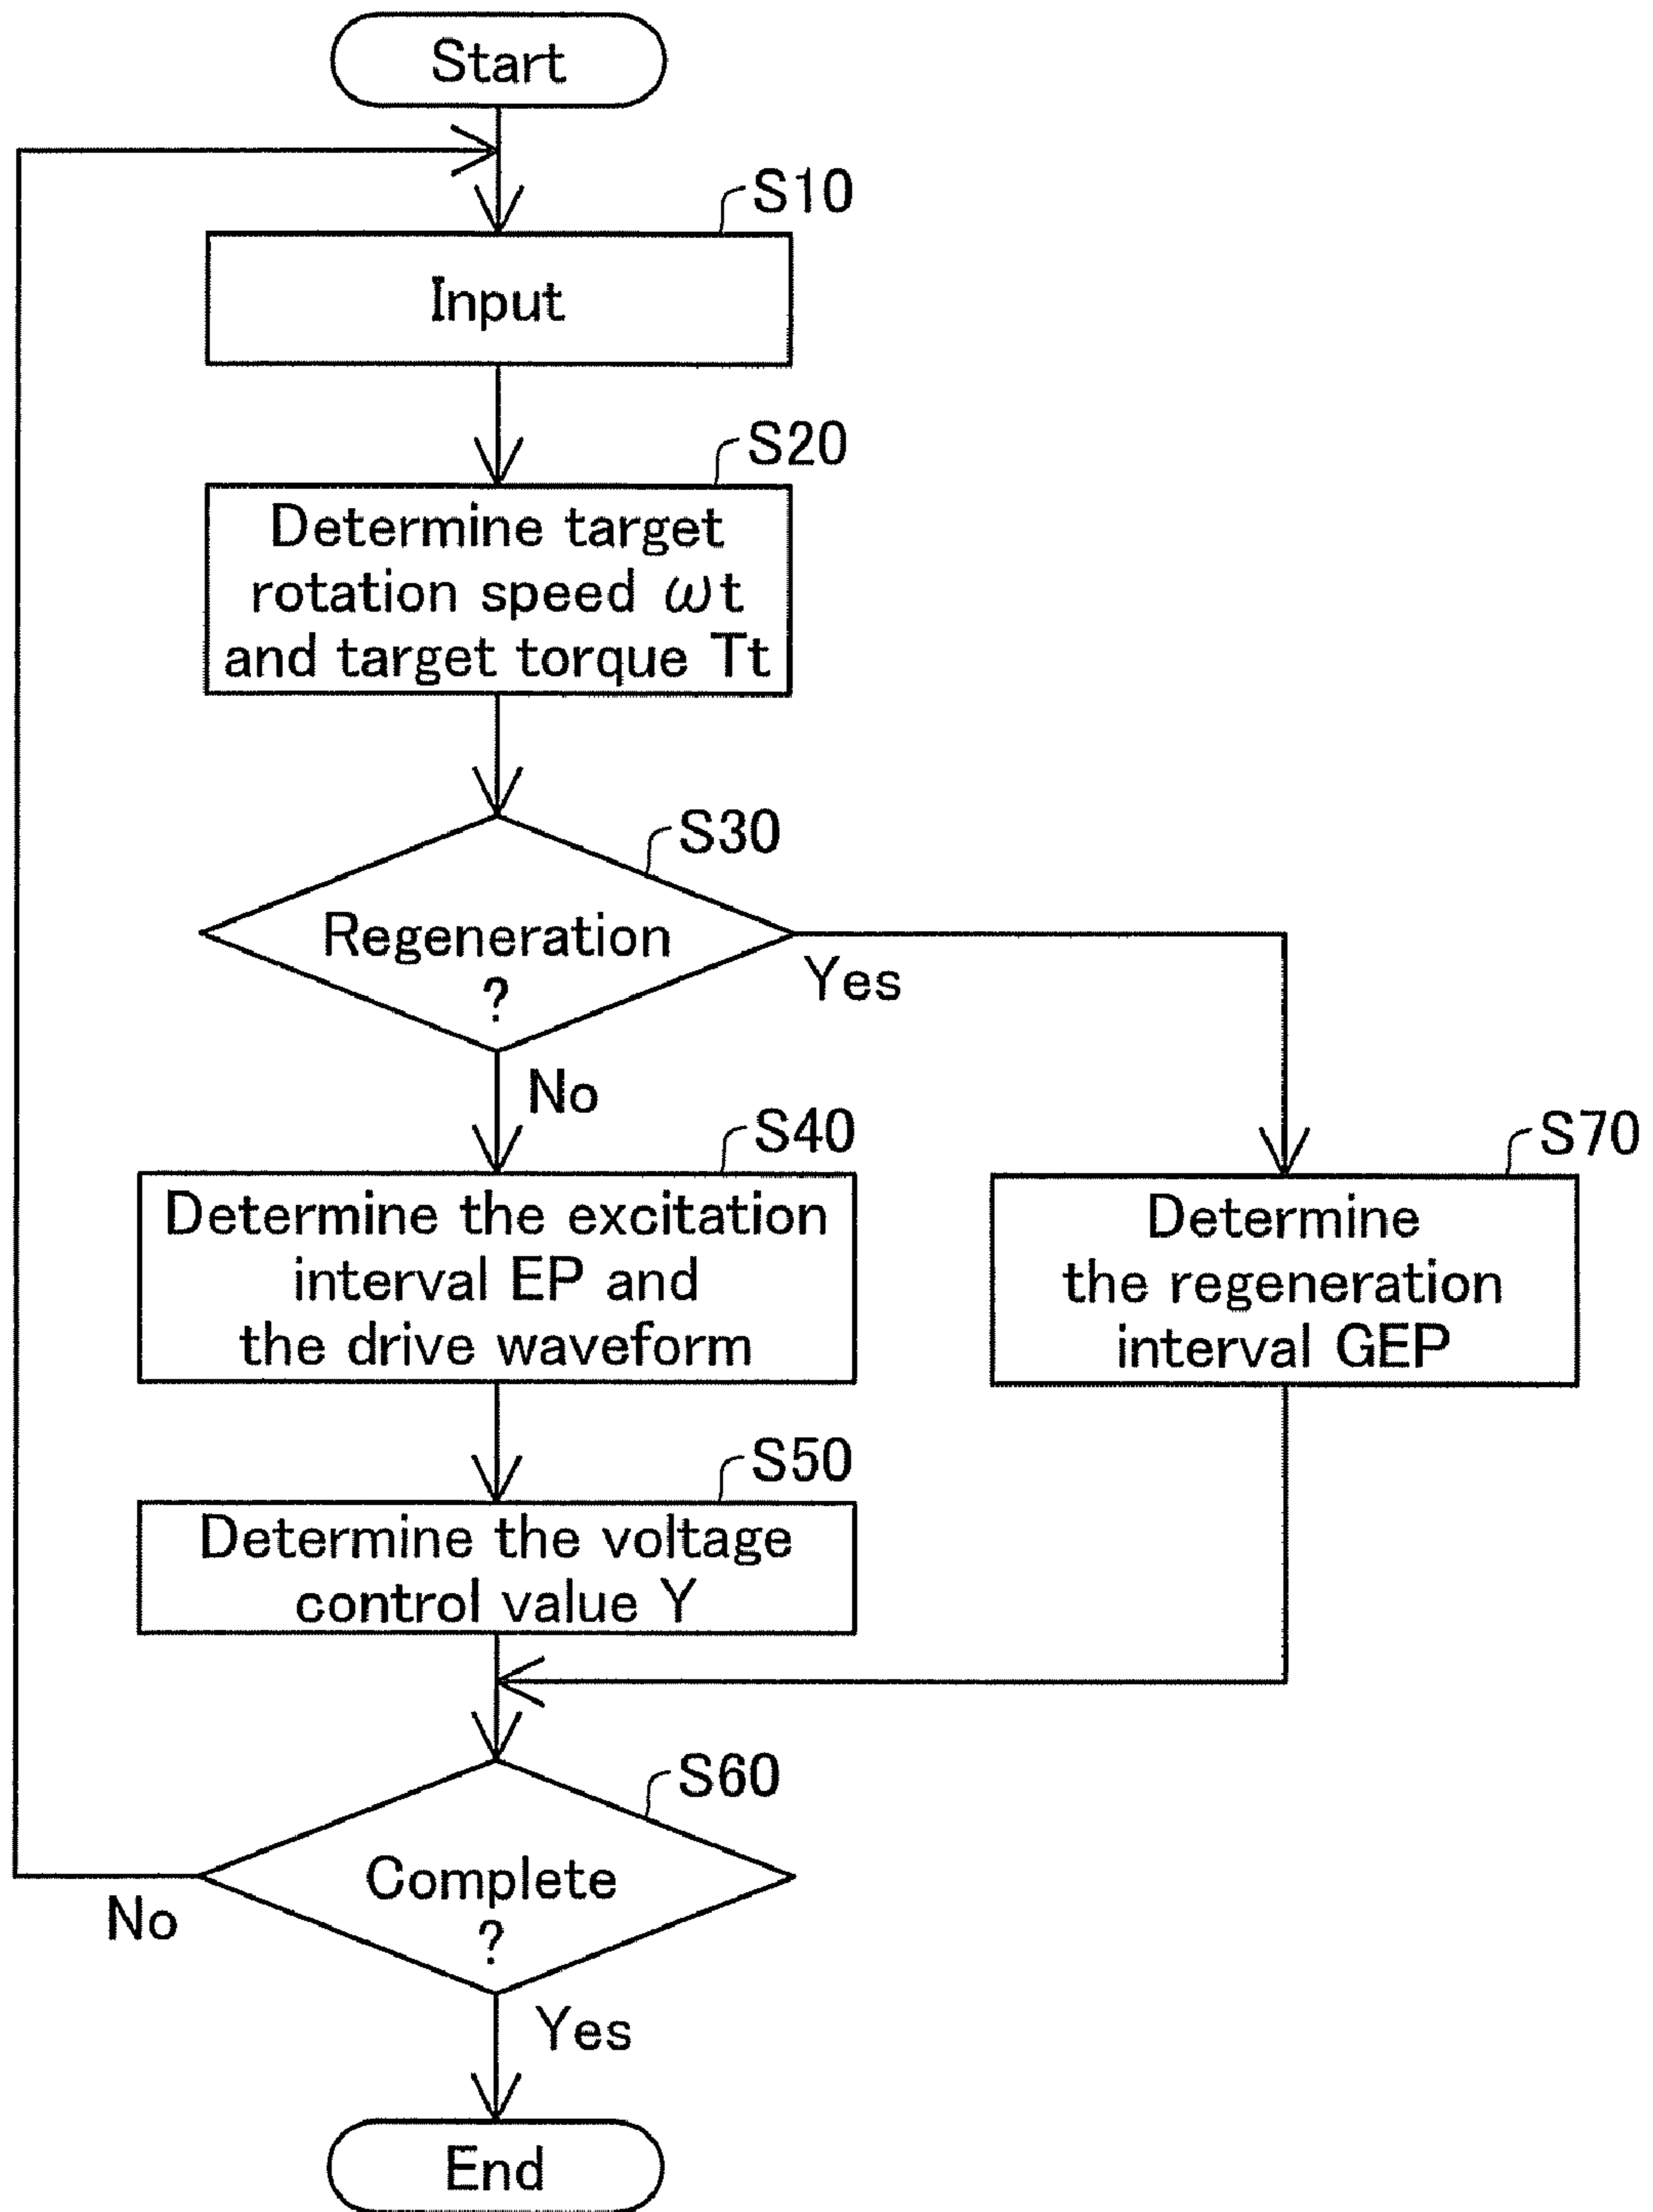 Start
S10
Input
S20
Determine target
rotation speed ωt
and target torque Tt
S30
Regeneration
?
Yes
No
S40
Determine the excitation
interval EP and
the drive waveform
S70
Determine
the regeneration
interval GEP
S50
Determine the voltage
control value Y
S60
Complete
?
No
Yes
End